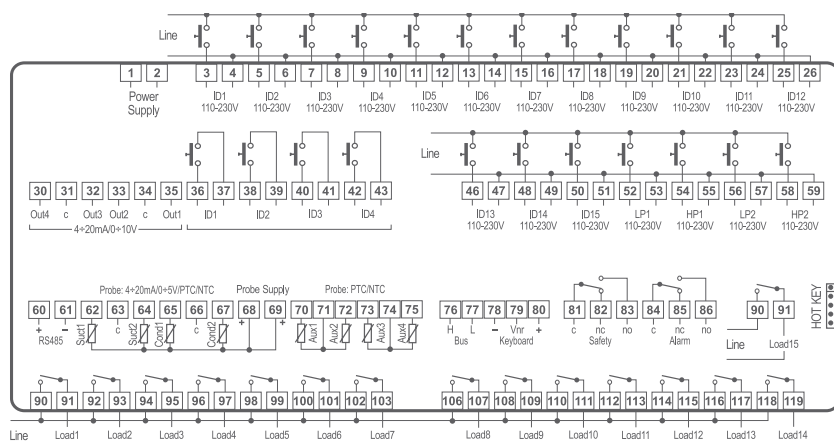 Line
1 2 3 4 5 6 7 8 9 10 11 12 13 14 15 16 17 18 19 20 21 22 23 24 25 26
Power Supply ID1 ID2 ID3 ID4 ID5 ID6 ID7 ID8 ID9 ID10 ID11 ID12
110-230V 110-230V 110-230V 110-230V 110-230V 110-230V 110-230V 110-230V 110-230V 110-230V 110-230V 110-230V
Line
30 31 32 33 34 35 36 37 38 39 40 41 42 43 46 47 48 49 50 51 52 53 54 55 56 57 58 59
Out4 c Out3 Out2 c Out1 ID1 ID2 ID3 ID4 ID13 ID14 ID15 LP1 HP1 LP2 HP2
4÷20mA/0÷10V 110-230V 110-230V 110-230V 110-230V 110-230V 110-230V 110-230V
Probe: 4÷20mA/0÷5V/PTC/NTC Probe Supply Probe: PTC/NTC
60 61 62 63 64 65 66 67 68 69 70 71 72 73 74 75 76 77 78 79 80 81 82 83 84 85 86 90 91
+ − Suct1 c Suct2 Cond1 c Cond2 + + Aux1 Aux2 Aux3 Aux4 H L − Vnr + c nc no c nc no
RS485 Bus Keyboard Safety Alarm Line Load15
HOT KEY
90 91 92 93 94 95 96 97 98 99 100 101 102 103 106 107 108 109 110 111 112 113 114 115 116 117 118 119
Line Load1 Load2 Load3 Load4 Load5 Load6 Load7 Load8 Load9 Load10 Load11 Load12 Load13 Load14